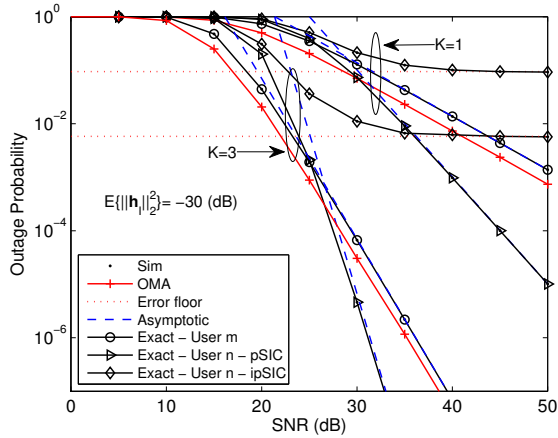 10^0
10^-2
10^-4
10^-6
Outage Probability
K=1
K=3
E{||h_I||_2^2}= −30 (dB)
Sim
OMA
Error floor
Asymptotic
Exact − User m
Exact − User n − pSIC
Exact − User n − ipSIC
0 10 20 30 40 50
SNR (dB)